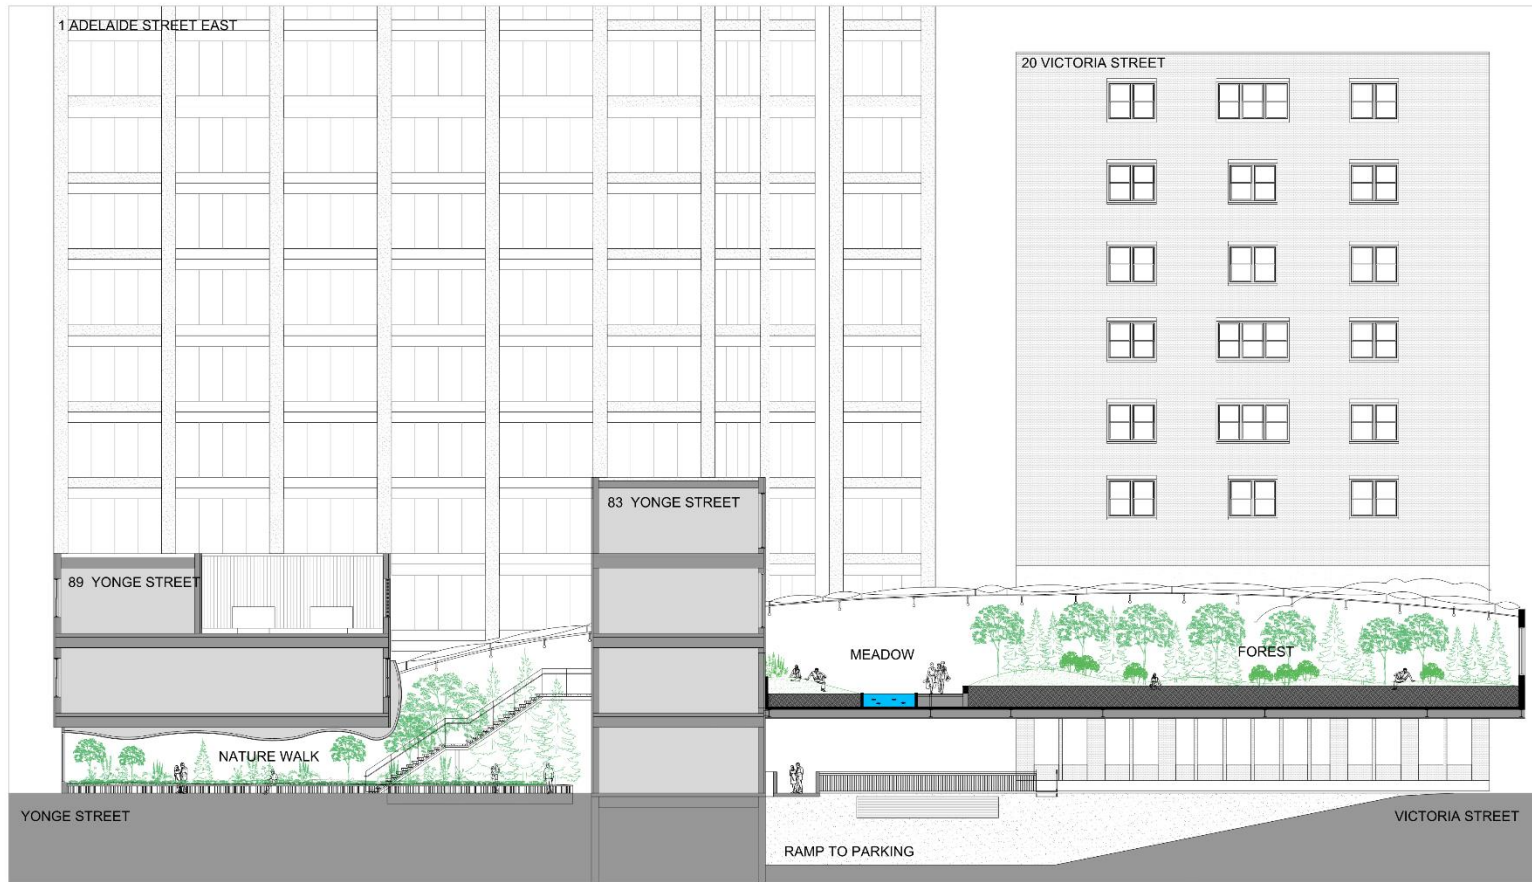 1 ADELAIDE STREET EAST
20 VICTORIA STREET
83 YONGE STREET
89 YONGE STREET
MEADOW
FOREST
NATURE WALK
YONGE STREET
VICTORIA STREET
RAMP TO PARKING